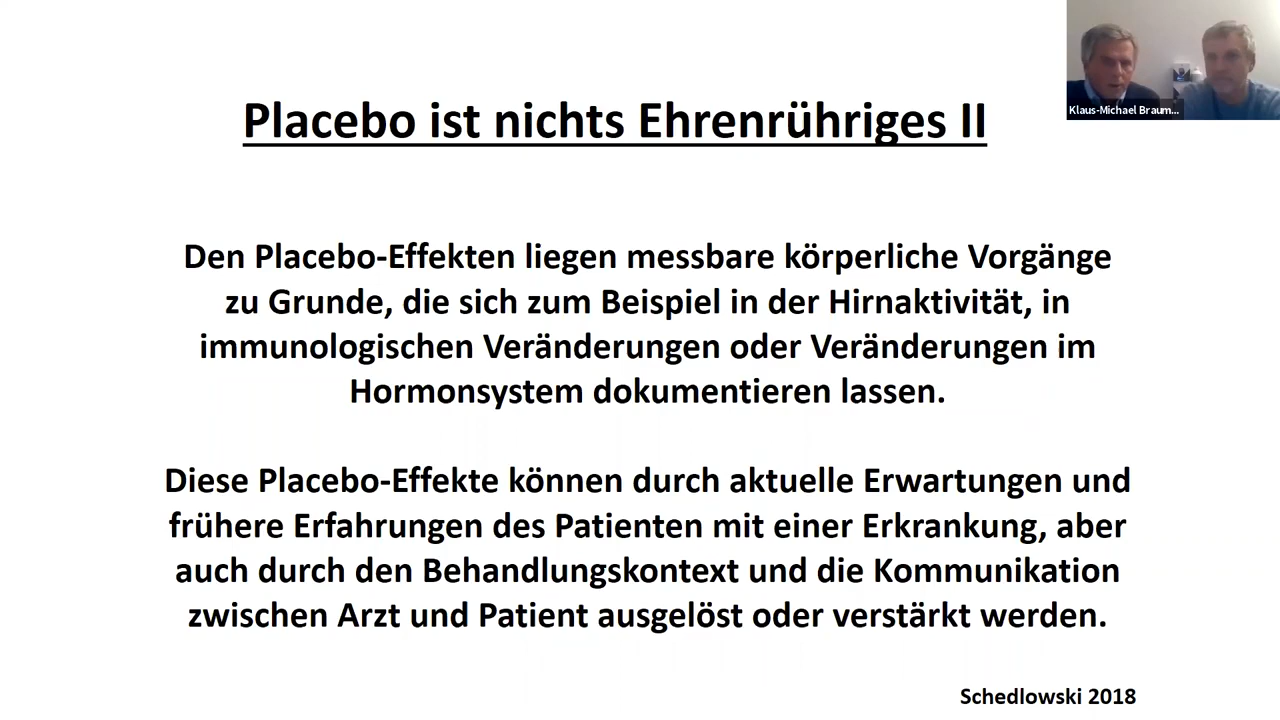 Klaus-Michael Braum...
Placebo ist nichts Ehrenrühriges II
Den Placebo-Effekten liegen messbare körperliche Vorgänge
zu Grunde, die sich zum Beispiel in der Hirnaktivität, in
immunologischen Veränderungen oder Veränderungen im
Hormonsystem dokumentieren lassen.
Diese Placebo-Effekte können durch aktuelle Erwartungen und
frühere Erfahrungen des Patienten mit einer Erkrankung, aber
auch durch den Behandlungskontext und die Kommunikation
zwischen Arzt und Patient ausgelöst oder verstärkt werden.
Schedlowski 2018